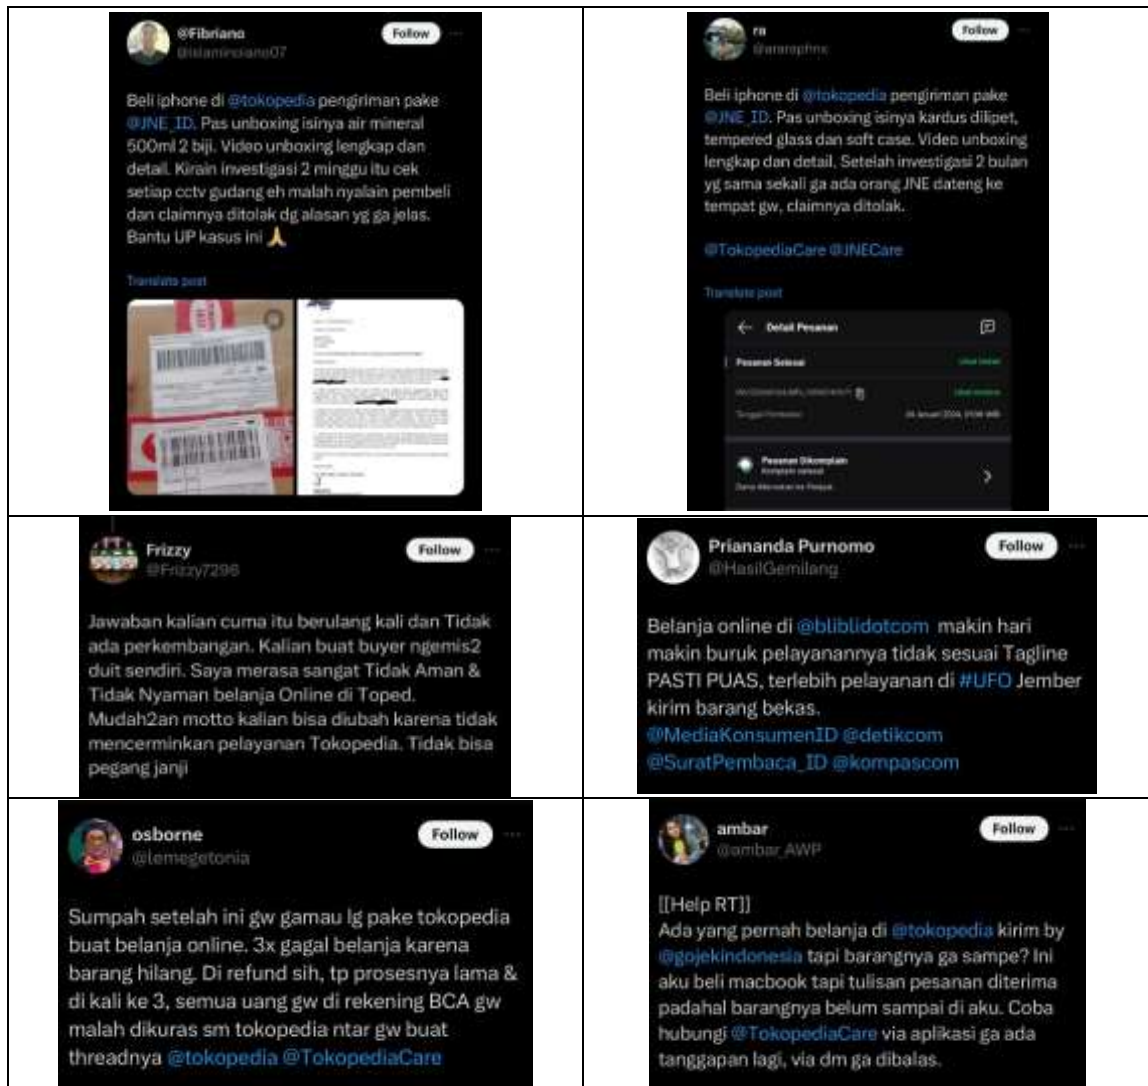 @Fibriano
Follow
Beli iphone di @tokopedia pengiriman pake
@JNE_ID. Pas unboxing isinya air mineral
500ml 2 biji. Video unboxing lengkap dan
detail. Kirain investigasi 2 minggu itu cek
setiap cctv gudang eh malah nyalain pembeli
dan claimnya ditolak dg alasan yg ga jelas.
Bantu UP kasus ini 🙏
Translate post
ra
Follow
Beli iphone di @tokopedia pengiriman pake
@JNE_ID. Pas unboxing isinya kardus dilipet,
tempered glass dan soft case. Video unboxing
lengkap dan detail. Setelah investigasi 2 bulan
yg sama sekali ga ada orang JNE dateng ke
tempat gw, claimnya ditolak.
@TokopediaCare @JNECare
Translate post
Detail Pesanan
Pesanan Selesai
Pesanan Dikomplain
Komplain selesai
Frizzy
@Frizzy7296
Follow
Jawaban kalian cuma itu berulang kali dan Tidak
ada perkembangan. Kalian buat buyer ngemis2
duit sendiri. Saya merasa sangat Tidak Aman &
Tidak Nyaman belanja Online di Toped.
Mudah2an motto kalian bisa diubah karena tidak
mencerminkan pelayanan Tokopedia. Tidak bisa
pegang janji
Priananda Purnomo
@HasilGemilang
Follow
Belanja online di @bliblidotcom makin hari
makin buruk pelayanannya tidak sesuai Tagline
PASTI PUAS, terlebih pelayanan di #UFO Jember
kirim barang bekas.
@MediaKonsumenID @detikcom
@SuratPembaca_ID @kompascom
osborne
@lemegetonia
Follow
Sumpah setelah ini gw gamau lg pake tokopedia
buat belanja online. 3x gagal belanja karena
barang hilang. Di refund sih, tp prosesnya lama &
di kali ke 3, semua uang gw di rekening BCA gw
malah dikuras sm tokopedia ntar gw buat
threadnya @tokopedia @TokopediaCare
ambar
@ambar_AWP
Follow
[[Help RT]]
Ada yang pernah belanja di @tokopedia kirim by
@gojekindonesia tapi barangnya ga sampe? Ini
aku beli macbook tapi tulisan pesanan diterima
padahal barangnya belum sampai di aku. Coba
hubungi @TokopediaCare via aplikasi ga ada
tanggapan lagi, via dm ga dibalas.